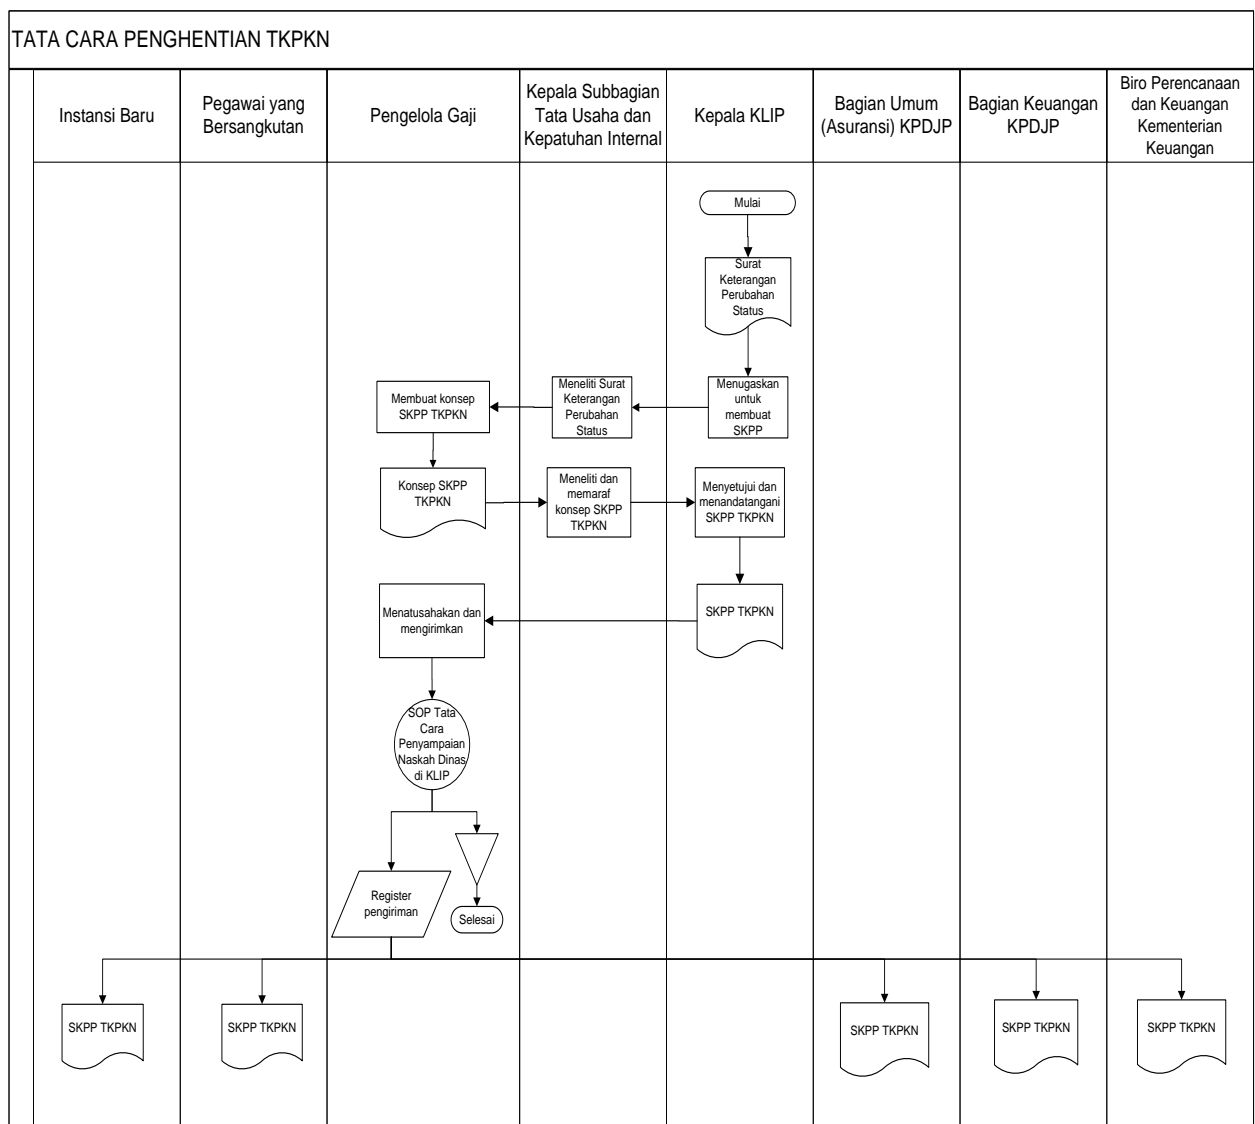 TATA CARA PENGHENTIAN TKPKN
Instansi Baru
Pegawai yang
Bersangkutan
Pengelola Gaji
Kepala Subbagian
Tata Usaha dan
Kepatuhan Internal
Kepala KLIP
Bagian Umum
(Asuransi) KPDJP
Bagian Keuangan
KPDJP
Biro Perencanaan
dan Keuangan
Kementerian
Keuangan
Mulai
Surat
Keterangan
Perubahan
Status
Membuat konsep
SKPP TKPKN
Meneliti Surat
Keterangan
Perubahan
Status
Menugaskan
untuk
membuat
SKPP
Konsep SKPP
TKPKN
Meneliti dan
memaraf
konsep SKPP
TKPKN
Menyetujui dan
menandatangani
SKPP TKPKN
Menatusahakan dan
mengirimkan
SKPP TKPKN
SOP Tata
Cara
Penyampaian
Naskah Dinas
di KLIP
Register
pengiriman
Selesai
SKPP TKPKN
SKPP TKPKN
SKPP TKPKN
SKPP TKPKN
SKPP TKPKN